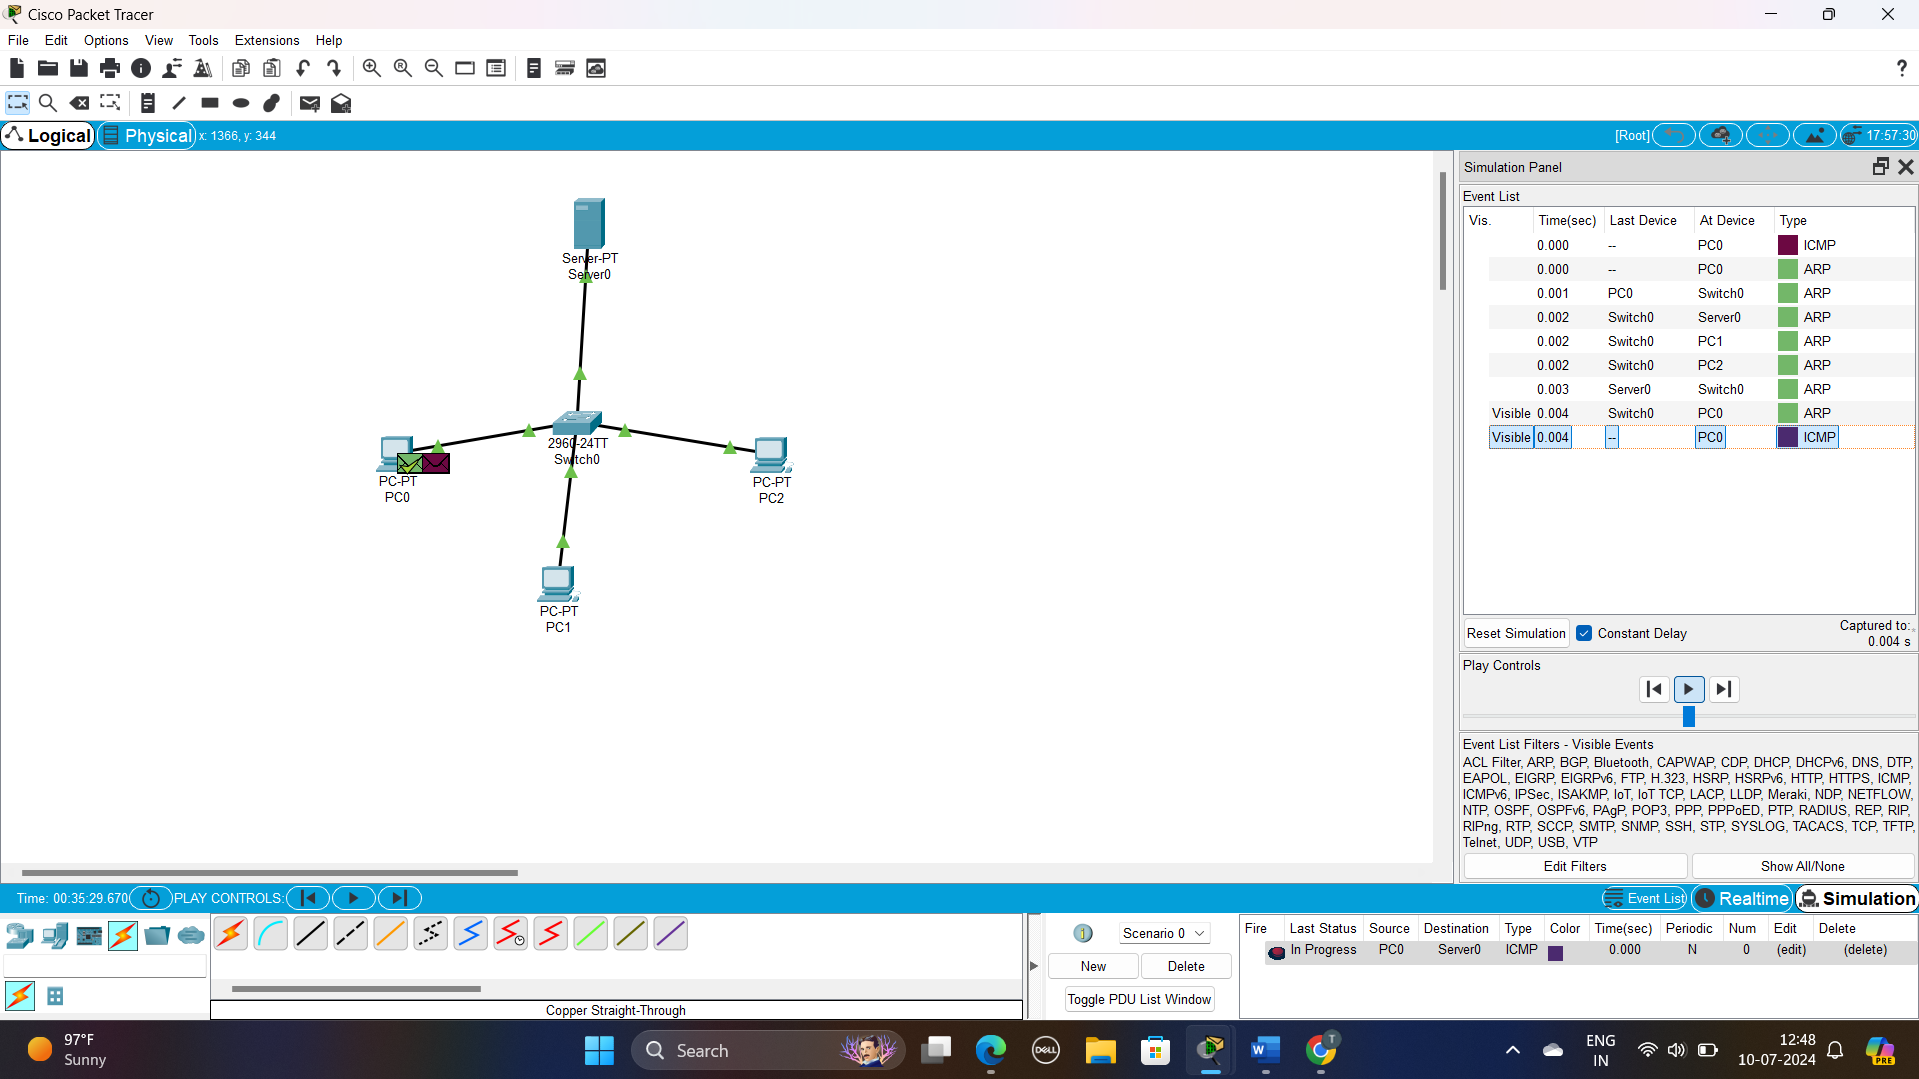 Cisco Packet Tracer
File Edit Options View Tools Extensions Help
?
Logical Physical x: 1366, y: 344 [Root] 17:57:30
Simulation Panel
Event List
Vis. Time(sec) Last Device At Device Type
0.000 -- PC0 ICMP
0.000 -- PC0 ARP
0.001 PC0 Switch0 ARP
0.002 Switch0 Server0 ARP
0.002 Switch0 PC1 ARP
0.002 Switch0 PC2 ARP
0.003 Server0 Switch0 ARP
Visible 0.004 Switch0 PC0 ARP
Visible 0.004 -- PC0 ICMP
Server-PT
Server0
2960-24TT
Switch0
PC-PT
PC0
PC-PT
PC2
PC-PT
PC1
Reset Simulation Constant Delay Captured to:
0.004 s
Play Controls
Event List Filters - Visible Events
ACL Filter, ARP, BGP, Bluetooth, CAPWAP, CDP, DHCP, DHCPv6, DNS, DTP,
EAPOL, EIGRP, EIGRPv6, FTP, H.323, HSRP, HSRPv6, HTTP, HTTPS, ICMP,
ICMPv6, IPSec, ISAKMP, IoT, IoT TCP, LACP, LLDP, Meraki, NDP, NETFLOW,
NTP, OSPF, OSPFv6, PAgP, POP3, PPP, PPPoED, PTP, RADIUS, REP, RIP,
RIPng, RTP, SCCP, SMTP, SNMP, SSH, STP, SYSLOG, TACACS, TCP, TFTP,
Telnet, UDP, USB, VTP
Edit Filters Show All/None
Time: 00:35:29.670 PLAY CONTROLS: Event List Realtime Simulation
1 Scenario 0
New Delete
Toggle PDU List Window
Fire Last Status Source Destination Type Color Time(sec) Periodic Num Edit Delete
In Progress PC0 Server0 ICMP 0.000 N 0 (edit) (delete)
Copper Straight-Through
97°F
Sunny
Search
DELL
W
T
ENG
IN
12:48
10-07-2024
PRE